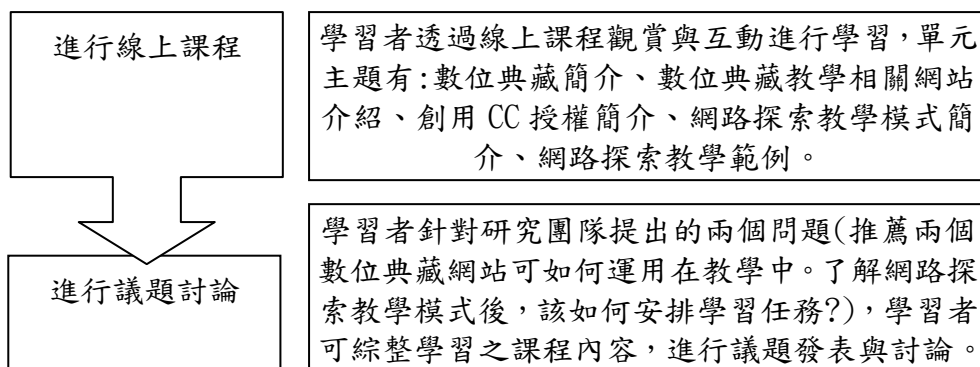 進行線上課程
學習者透過線上課程觀賞與互動進行學習，單元
主題有:數位典藏簡介、數位典藏教學相關網站
介紹、創用 CC 授權簡介、網路探索教學模式簡
介、網路探索教學範例。
進行議題討論
學習者針對研究團隊提出的兩個問題(推薦兩個
數位典藏網站可如何運用在教學中。了解網路探
索教學模式後，該如何安排學習任務?)，學習者
可綜整學習之課程內容，進行議題發表與討論。